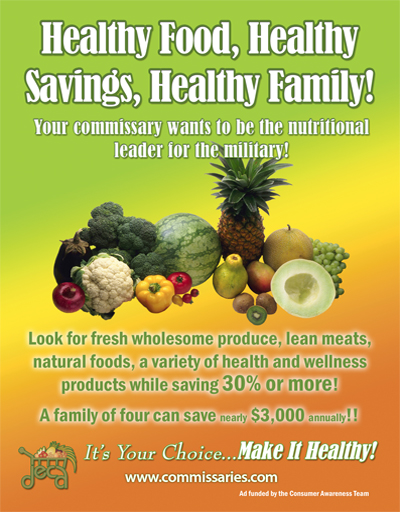 Healthy Food, Healthy
Savings, Healthy Family!
Your commissary wants to be the nutritional
leader for the military!
Look for fresh wholesome produce, lean meats,
natural foods, a variety of health and wellness
products while saving 30% or more!
A family of four can save nearly $3,000 annually!!
It's Your Choice...Make It Healthy!
deca
www.commissaries.com
Ad funded by the Consumer Awareness Team